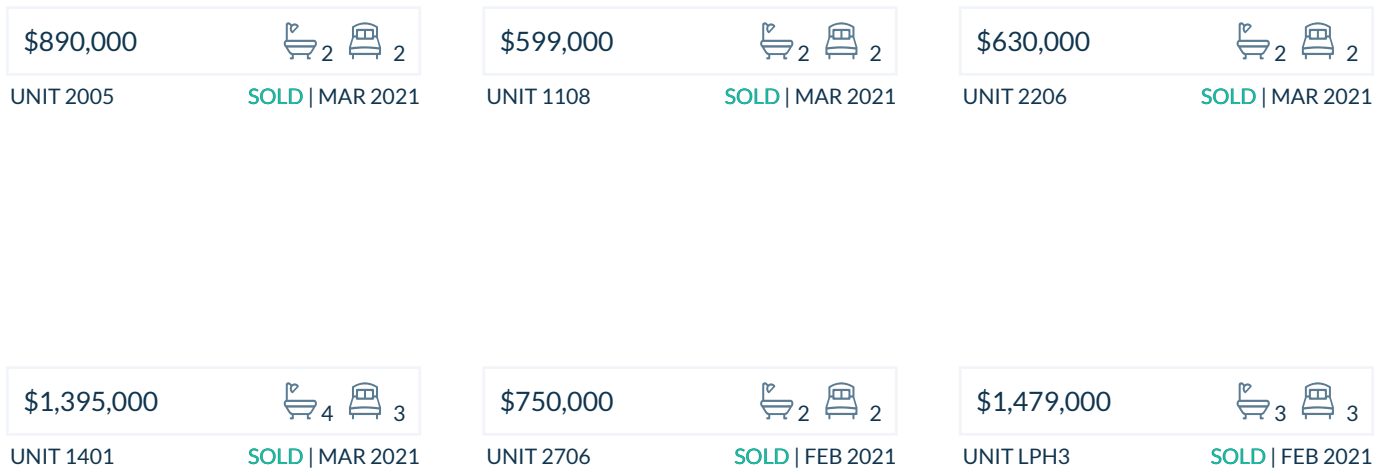 $890,000 2 2
UNIT 2005 SOLD | MAR 2021
$599,000 2 2
UNIT 1108 SOLD | MAR 2021
$630,000 2 2
UNIT 2206 SOLD | MAR 2021
$1,395,000 4 3
UNIT 1401 SOLD | MAR 2021
$750,000 2 2
UNIT 2706 SOLD | FEB 2021
$1,479,000 3 3
UNIT LPH3 SOLD | FEB 2021